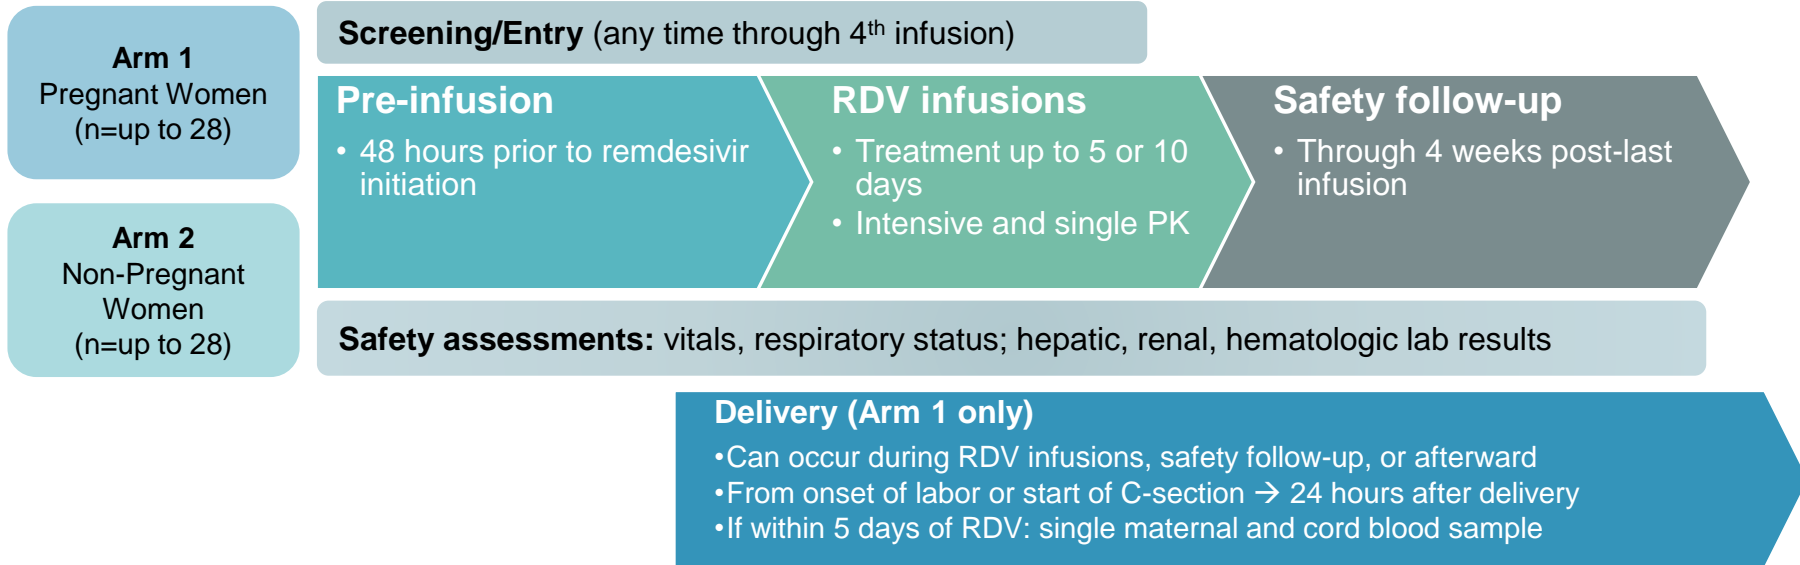 Arm 1
Pregnant Women
(n=up to 28)
Arm 2
Non-Pregnant
Women
(n=up to 28)
Screening/Entry (any time through 4th infusion)
Pre-infusion
• 48 hours prior to remdesivir
initiation
RDV infusions
• Treatment up to 5 or 10
days
• Intensive and single PK
Safety follow-up
• Through 4 weeks post-last
infusion
Safety assessments: vitals, respiratory status; hepatic, renal, hematologic lab results
Delivery (Arm 1 only)
•Can occur during RDV infusions, safety follow-up, or afterward
•From onset of labor or start of C-section → 24 hours after delivery
•If within 5 days of RDV: single maternal and cord blood sample